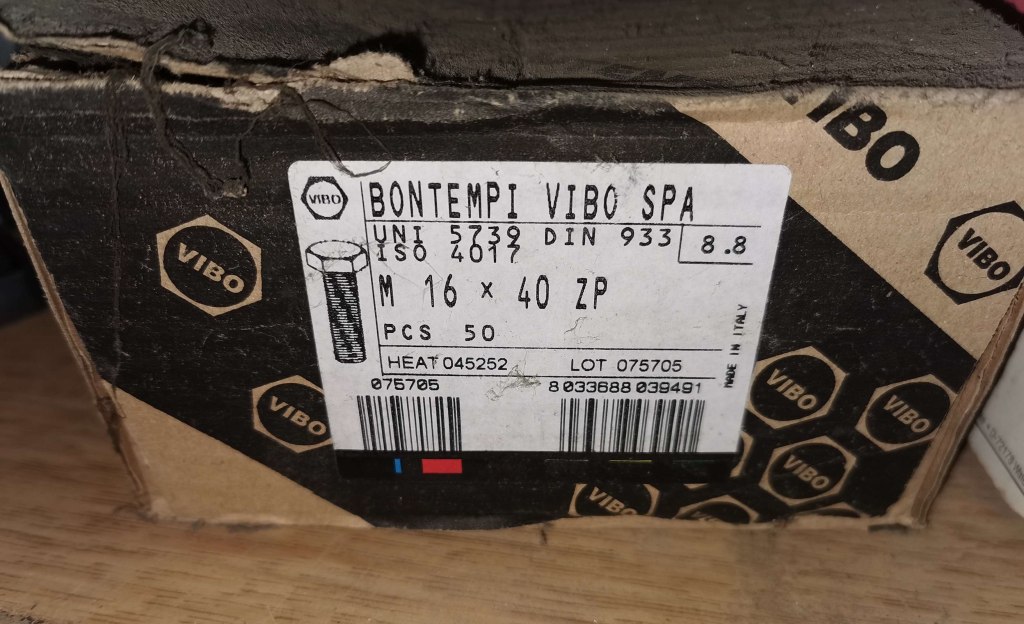 VIBO
VIBO
BONTEMPI VIBO SPA
UNI 5739 DIN 933
ISO 4017
8.8
M 16 x 40 ZP
PCS 50
HEAT 045252 LOT 075705
075705
8 033688 039491
MADE IN ITALY
VIBO
VIBO
VIBO
VIBO
VIBO
VIBO
VIBO